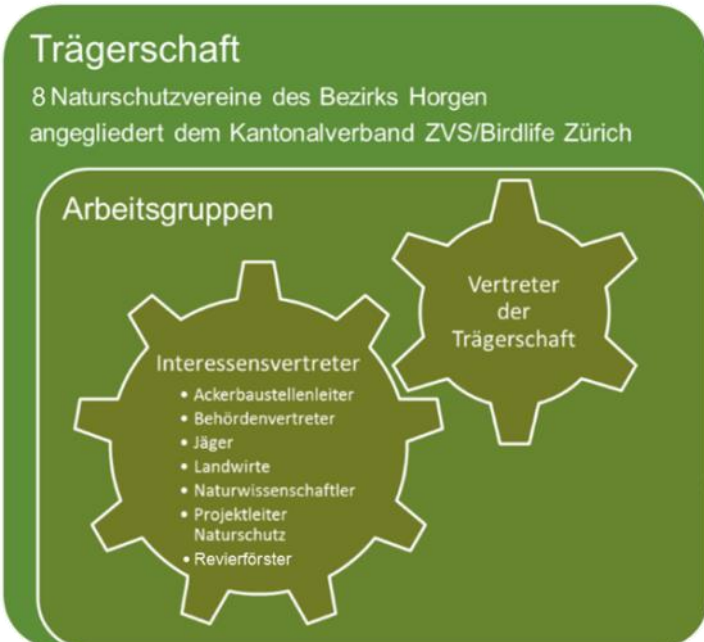 Trägerschaft
8 Naturschutzvereine des Bezirks Horgen
angegliedert dem Kantonalverband ZVS/Birdlife Zürich
Arbeitsgruppen
Vertreter
der
Trägerschaft
Interessensvertreter
• Ackerbaustellenleiter
• Behördenvertreter
• Jäger
• Landwirte
• Naturwissenschaftler
• Projektleiter
Naturschutz
• Revierförster